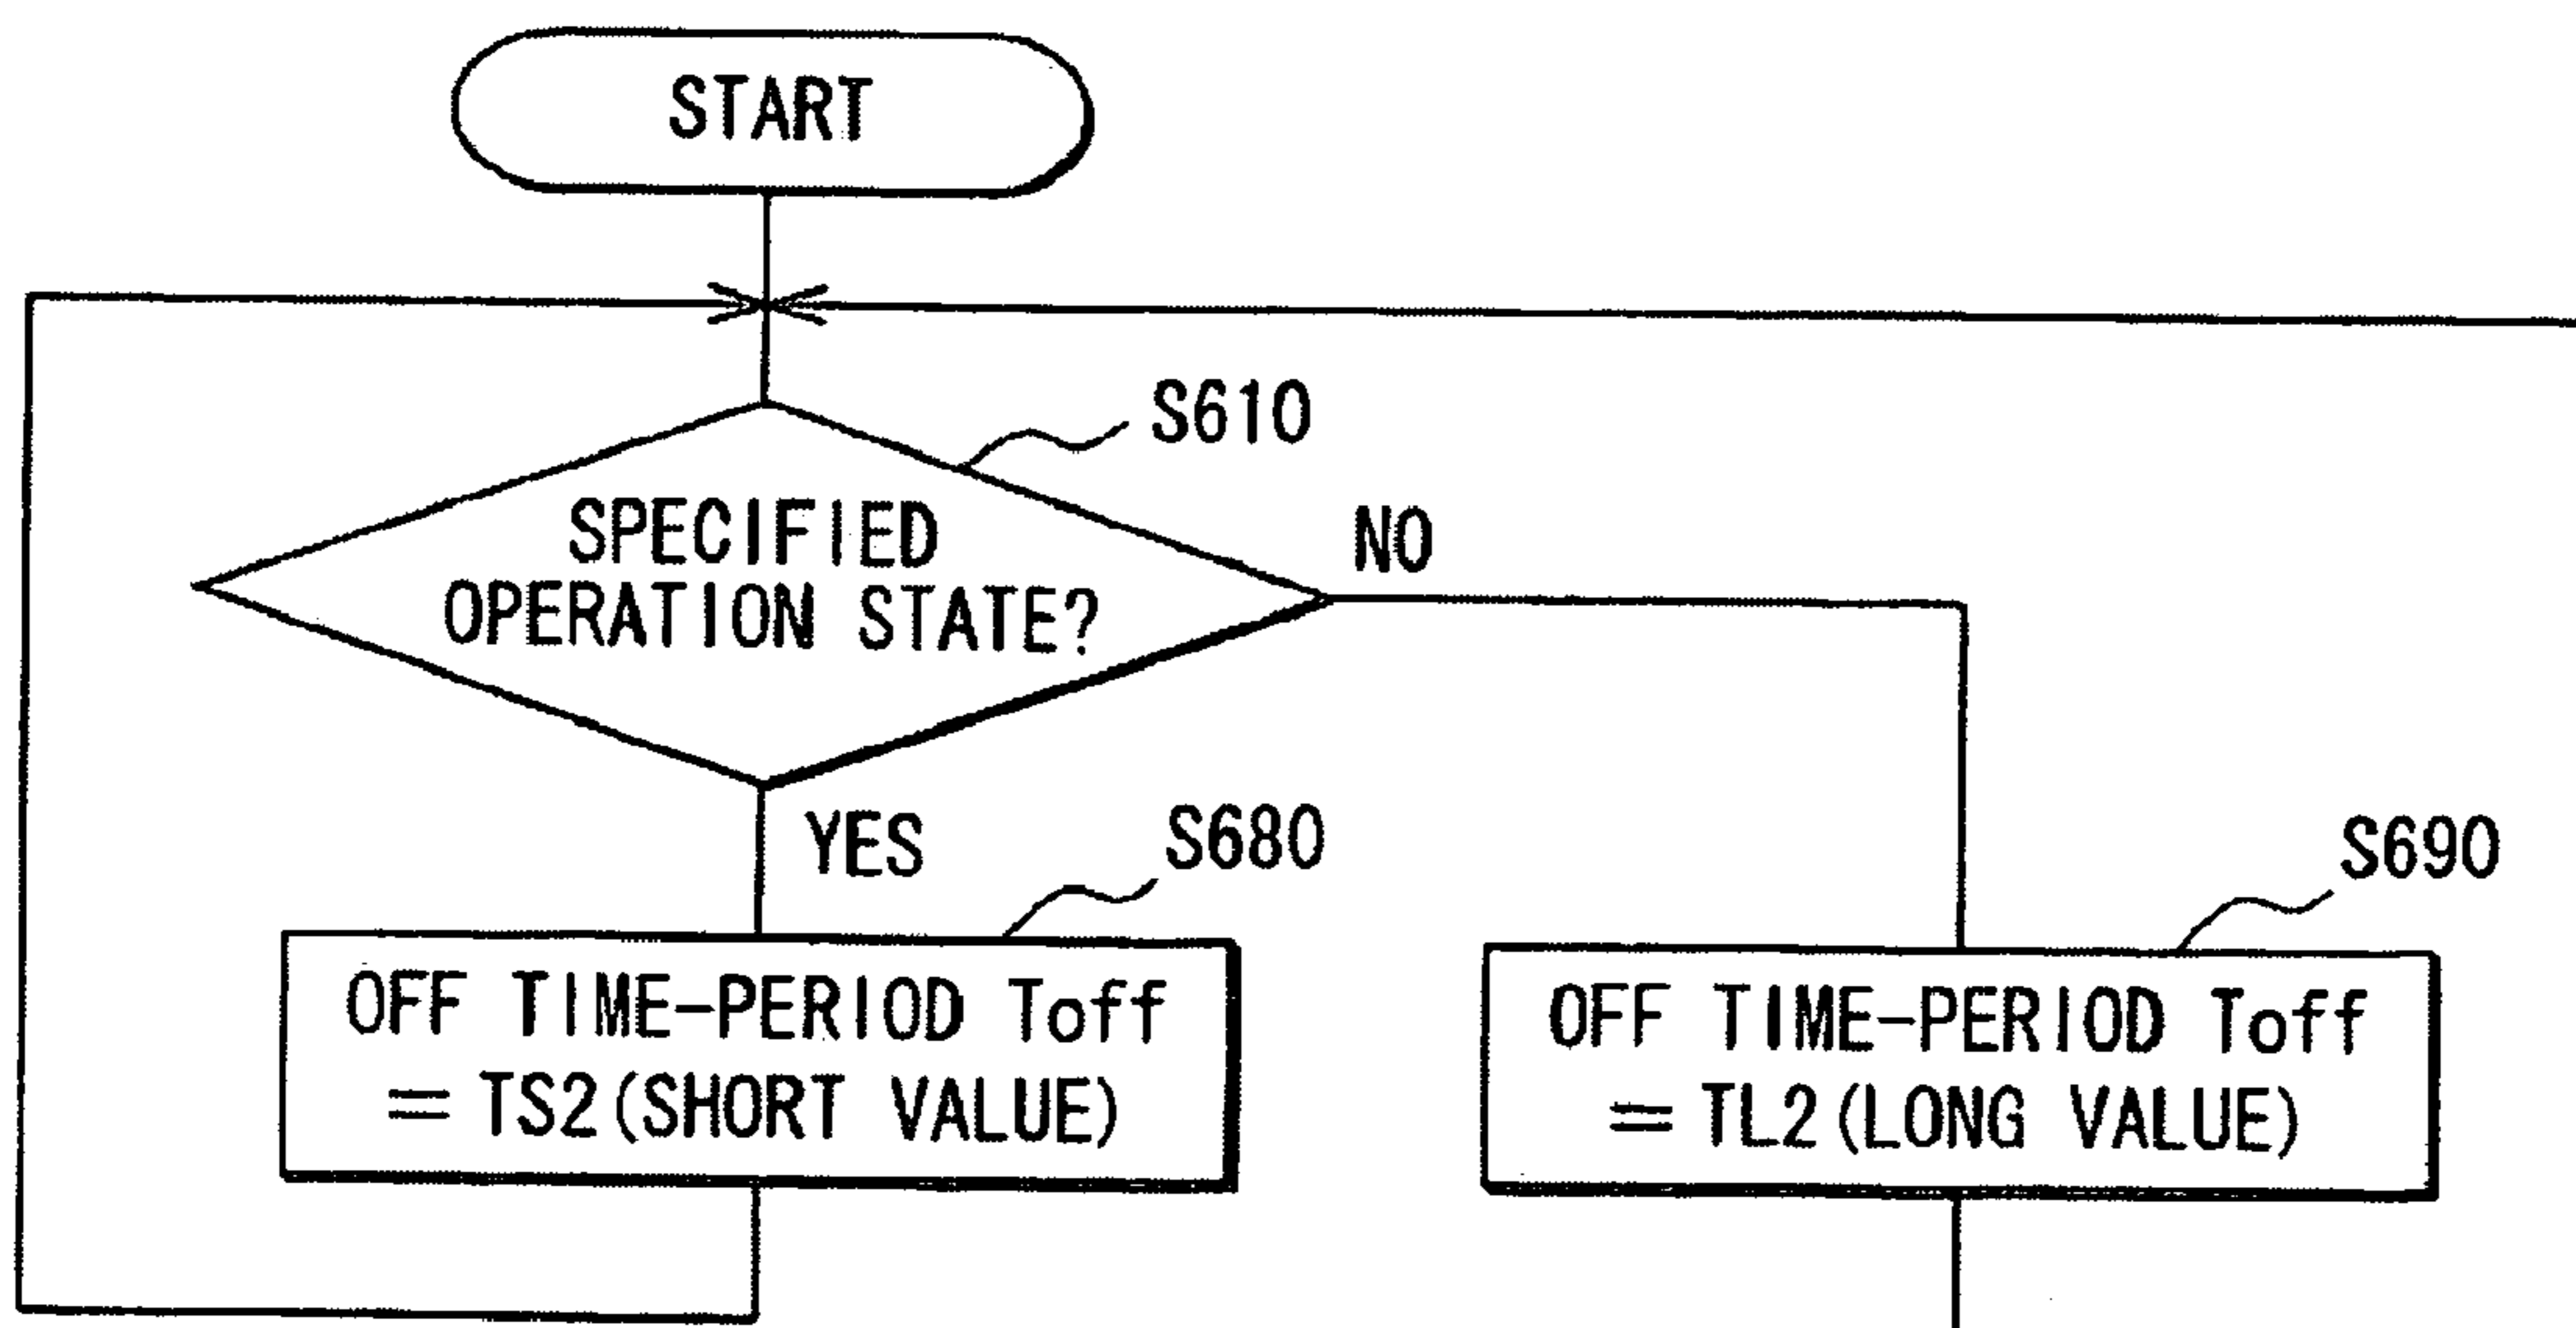 START
S610
SPECIFIED
OPERATION STATE?
NO
YES
S680
S690
OFF TIME-PERIOD Toff
= TS2(SHORT VALUE)
OFF TIME-PERIOD Toff
= TL2(LONG VALUE)